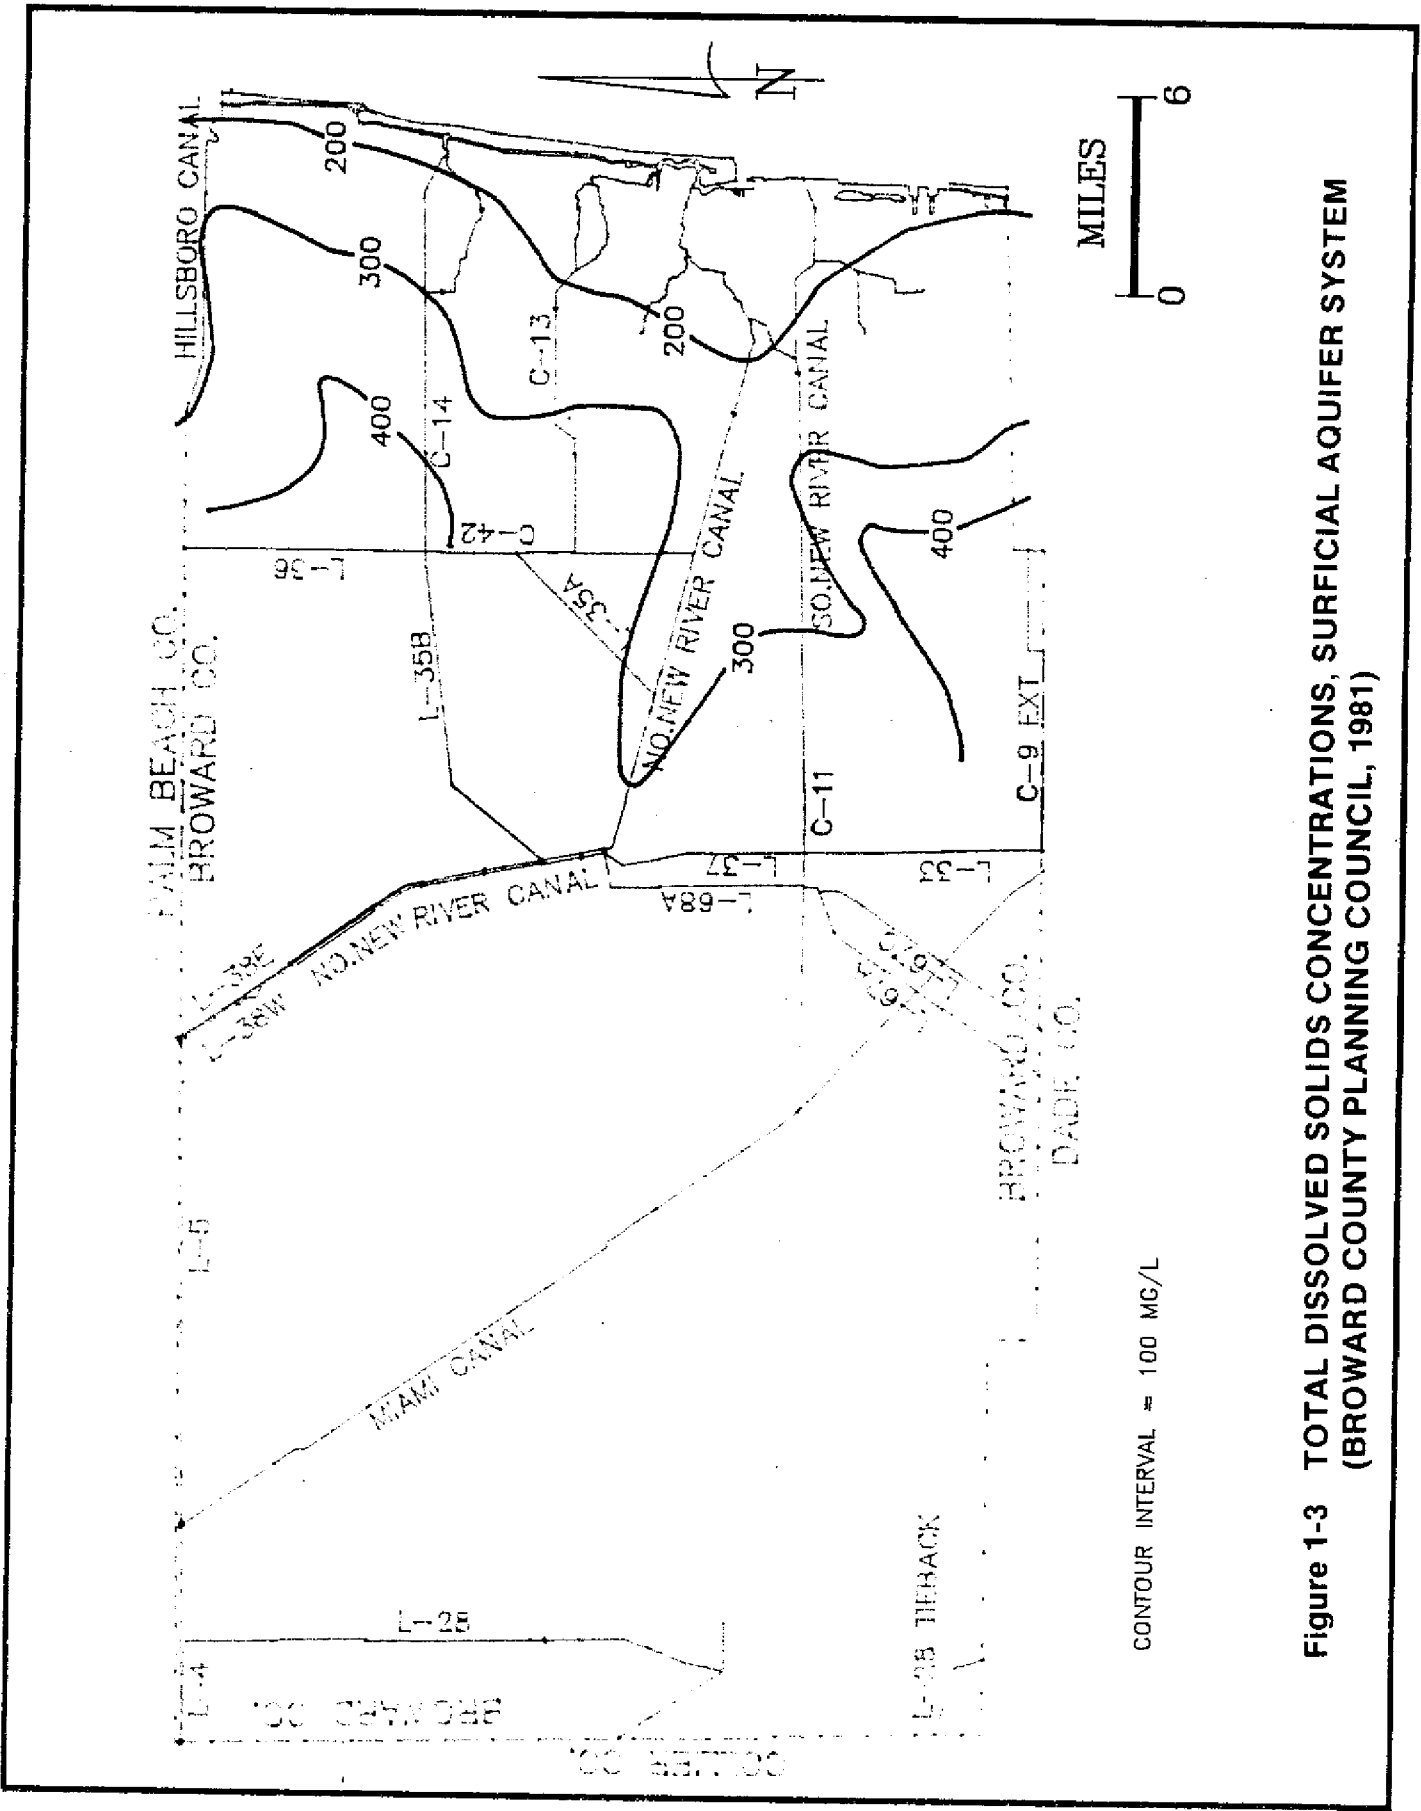 PALM BEACH CO.
BROWARD CO.
HILLSBORO CANAL
N
L-4
L-5
L-38E
L-38W
NO.NEW RIVER CANAL
L-36
L-35B
C-42
C-14
C-13
L-35A
200
300
400
200
NO.NEW RIVER CANAL
300
SO.NEW RIVER CANAL
400
L-28
MIAMI CANAL
L-68A
L-37
L-33
L-67A
L-67C
C-11
C-9 EXT
BROWARD CO.
COLLIER CO.
L-28 TIEBACK
BROWARD CO.
DADE CO.
MILES
0 6
CONTOUR INTERVAL = 100 MG/L
Figure 1-3 TOTAL DISSOLVED SOLIDS CONCENTRATIONS, SURFICIAL AQUIFER SYSTEM
(BROWARD COUNTY PLANNING COUNCIL, 1981)